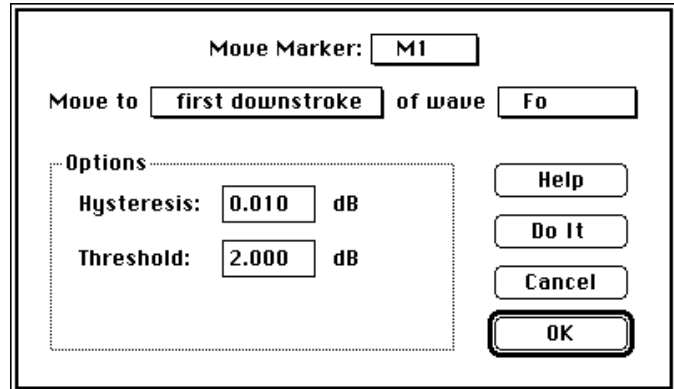 Move Marker: M1
Move to first downstroke of wave Fo
Options
Hysteresis: 0.010 dB
Threshold: 2.000 dB
Help
Do It
Cancel
OK